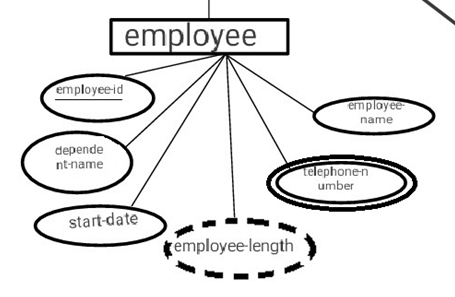 employee
employee-id
employee-
name
depende
nt-name
telephone-n
umber
start-date
employee-length